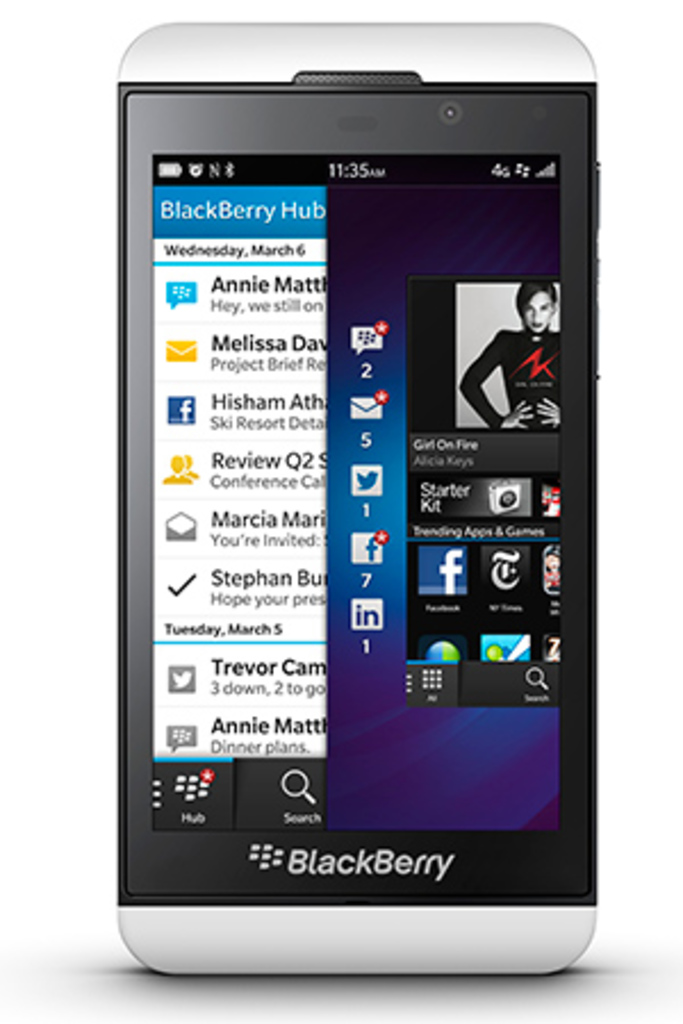 11:35AM
4G
BlackBerry Hub
Wednesday, March 6
Annie Matth
Hey, we still on
Melissa Dav
Project Brief Re
Hisham Atha
Ski Resort Detai
Review Q2 S
Conference Cal
Marcia Mari
You're Invited:
Stephan Bu
Hope your pres
Tuesday, March 5
Trevor Cam
3 down, 2 to go
Annie Matth
Dinner plans.
Hub
Search
2
5
1
7
1
Girl On Fire
Alicia Keys
Starter
Kit
Trending Apps & Games
Facebook
NY Times
All
Search
BlackBerry